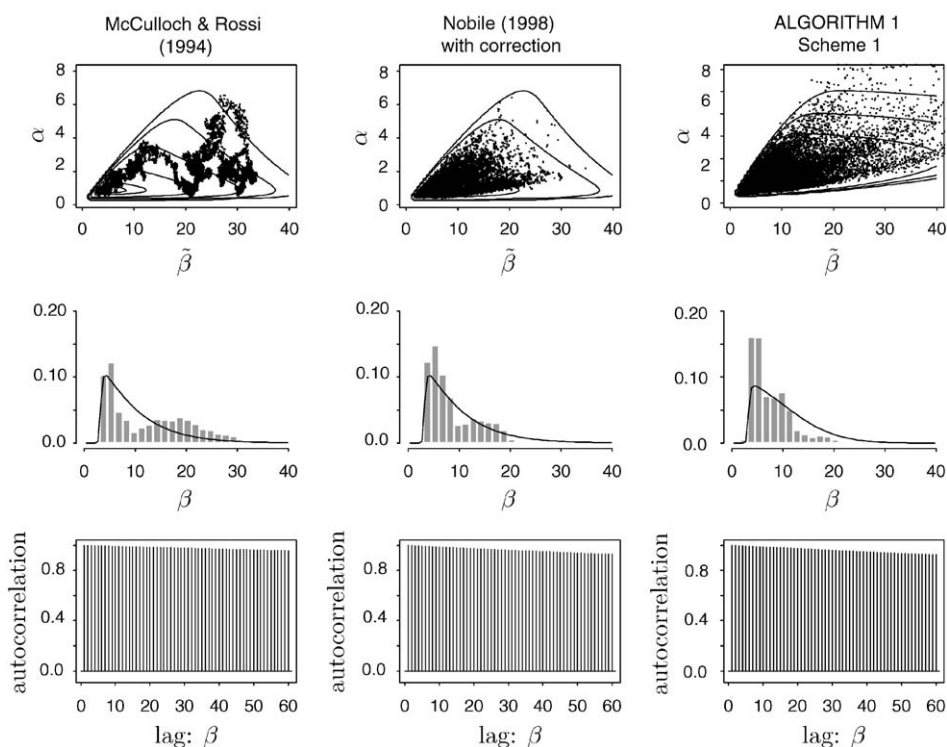 McCulloch & Rossi
(1994)
Nobile (1998)
with correction
ALGORITHM 1
Scheme 1
8
6
4
2
0
α
0 10 20 30 40
β̃
8
6
4
2
0
α
0 10 20 30 40
β̃
8
6
4
2
0
α
0 10 20 30 40
β̃
0.20
0.10
0.0
0 10 20 30 40
β
0.20
0.10
0.0
0 10 20 30 40
β
0.20
0.10
0.0
0 10 20 30 40
β
autocorrelation
0.8
0.4
0.0
0 10 20 30 40 50 60
lag: β
autocorrelation
0.8
0.4
0.0
0 10 20 30 40 50 60
lag: β
autocorrelation
0.8
0.4
0.0
0 10 20 30 40 50 60
lag: β